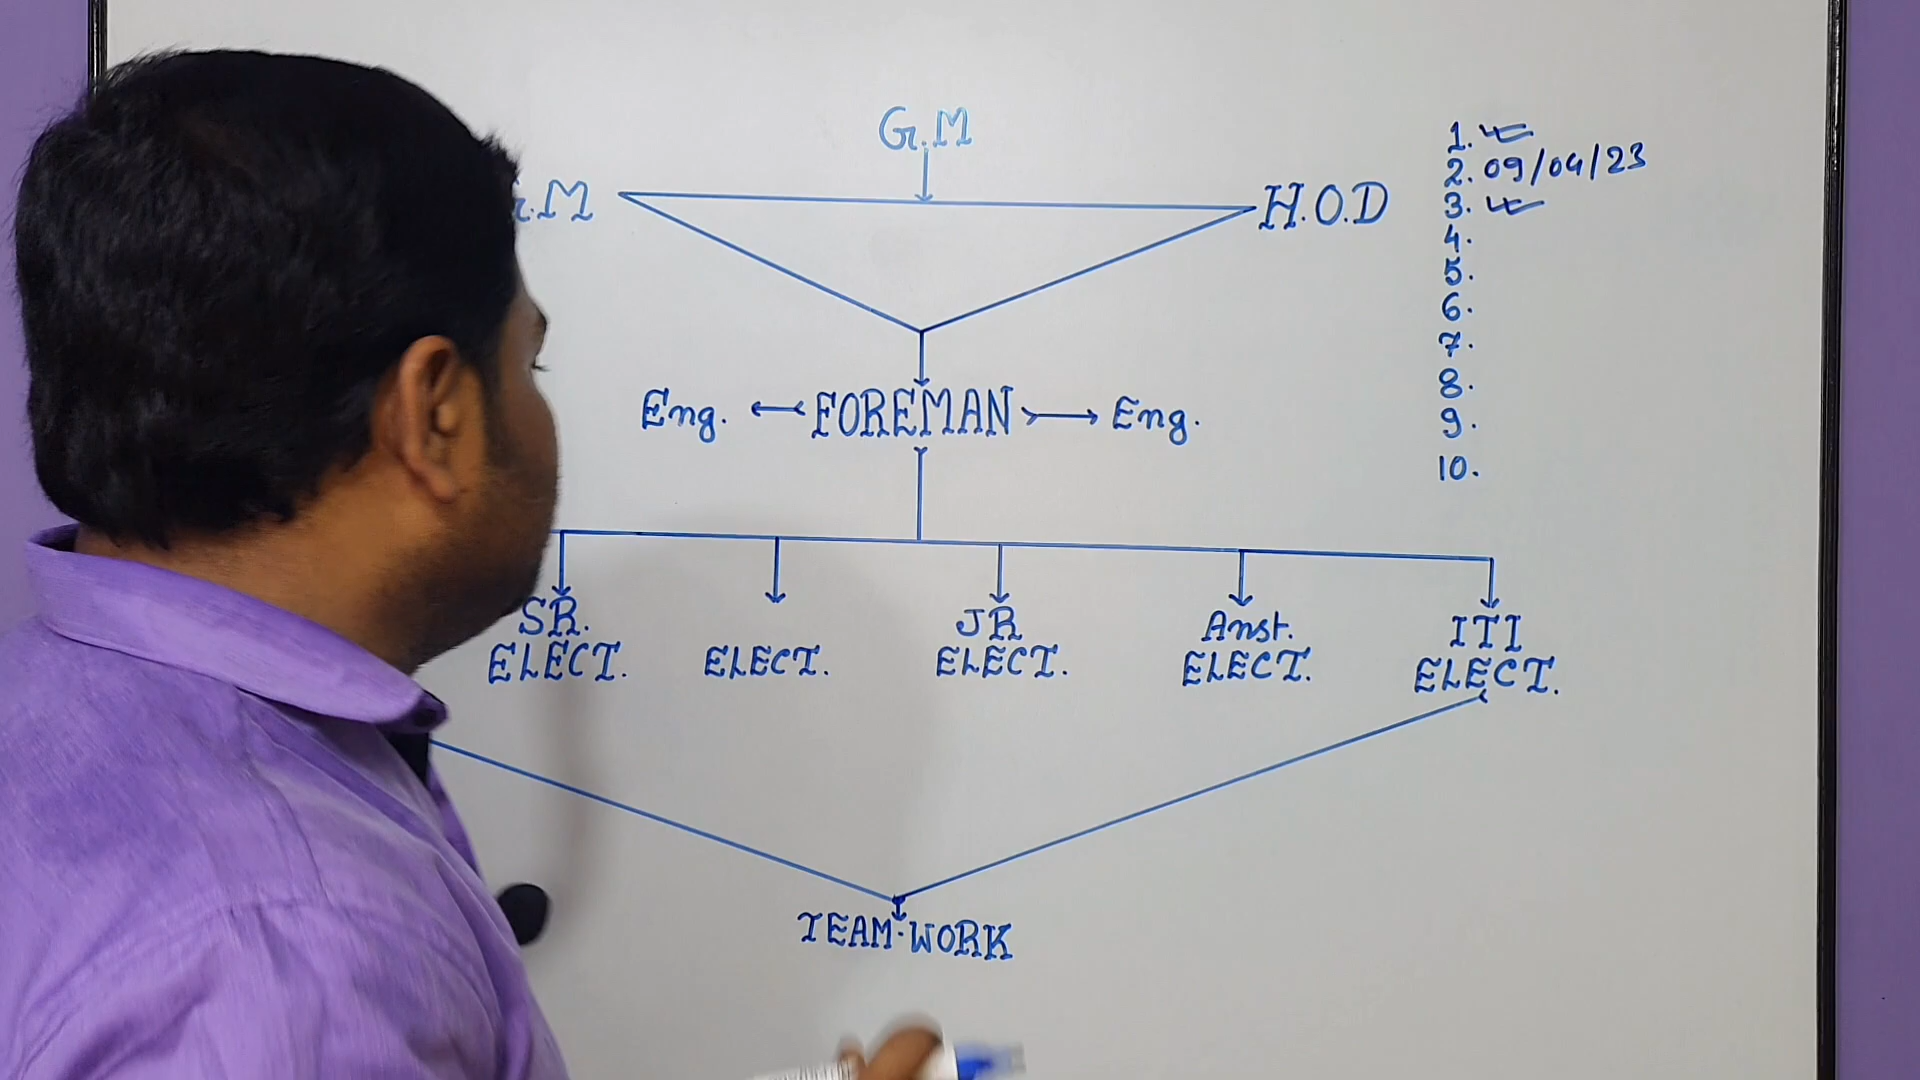 G.M
.M
H.O.D
Eng. FOREMAN Eng.
SR.
ELECT.
ELECT.
JR
ELECT.
Anst.
ELECT.
ITI
ELECT.
TEAM-WORK
1.
2. 09/04/23
3.
4.
5.
6.
7.
8.
9.
10.